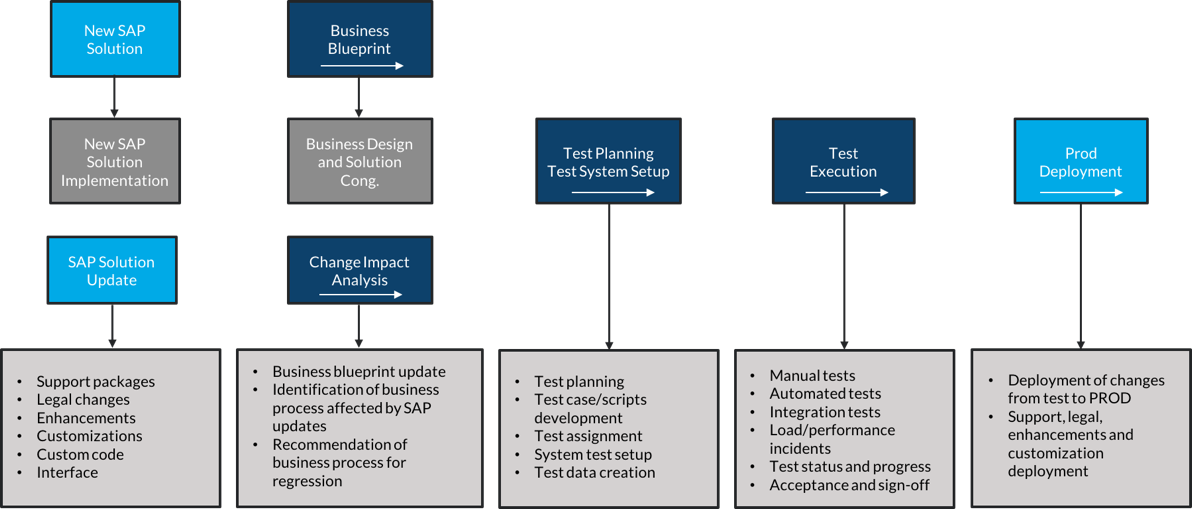 New SAP
Solution
New SAP
Solution
Implementation
SAP Solution
Update
• Support packages
• Legal changes
• Enhancements
• Customizations
• Custom code
• Interface
Business
Blueprint
Business Design
and Solution
Cong.
Change Impact
Analysis
• Business blueprint update
• Identification of business
process affected by SAP
updates
• Recommendation of
business process for
regression
Test Planning
Test System Setup
• Test planning
• Test case/scripts
development
• Test assignment
• System test setup
• Test data creation
Test
Execution
• Manual tests
• Automated tests
• Integration tests
• Load/performance
incidents
• Test status and progress
• Acceptance and sign-off
Prod
Deployment
• Deployment of changes
from test to PROD
• Support, legal,
enhancements and
customization
deployment